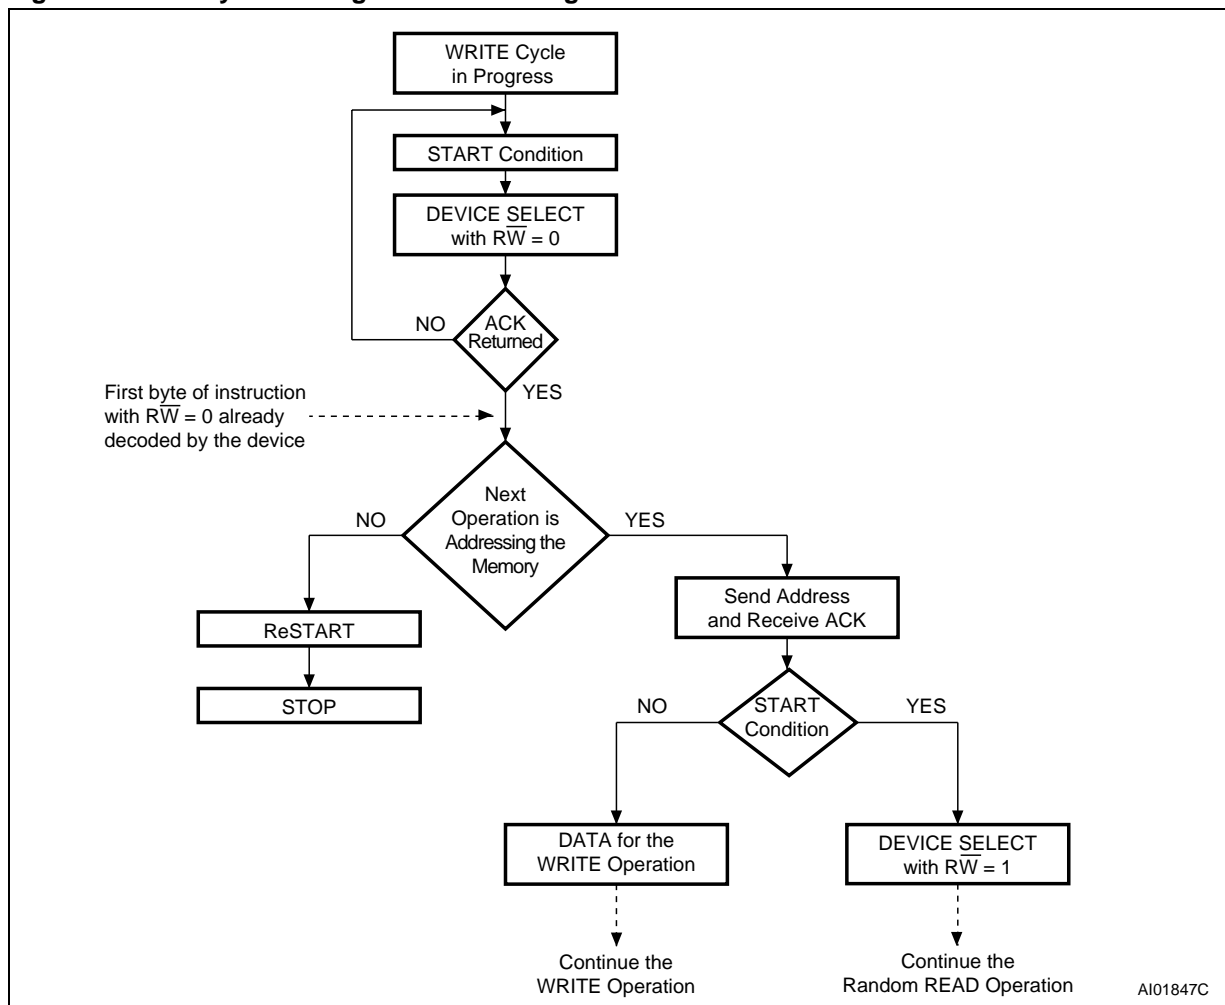 WRITE Cycle
in Progress
START Condition
DEVICE SELECT
with RW̅ = 0
NO
ACK
Returned
YES
First byte of instruction
with RW̅ = 0 already
decoded by the device
Next
Operation is
Addressing the
Memory
NO
YES
Send Address
and Receive ACK
ReSTART
STOP
START
Condition
NO
YES
DATA for the
WRITE Operation
DEVICE SELECT
with RW̅ = 1
Continue the
WRITE Operation
Continue the
Random READ Operation
AI01847C